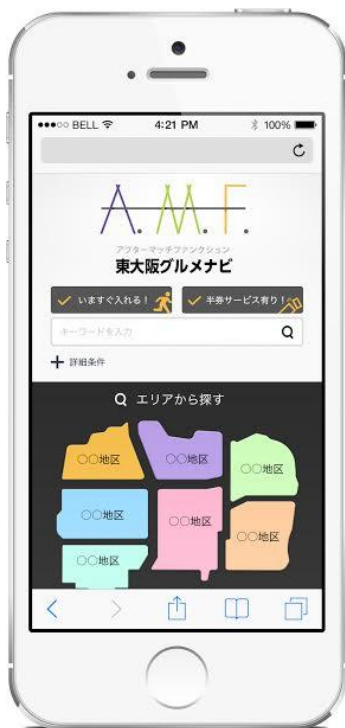 ●●●○○ BELL 4:21 PM 100%
A.M.F.
アフターマッチファンクション
東大阪グルメナビ
いますぐ入れる! 半券サービス有り!
キーワードを入力
詳細条件
エリアから探す
○○地区
○○地区
○○地区
○○地区
○○地区
○○地区
○○地区